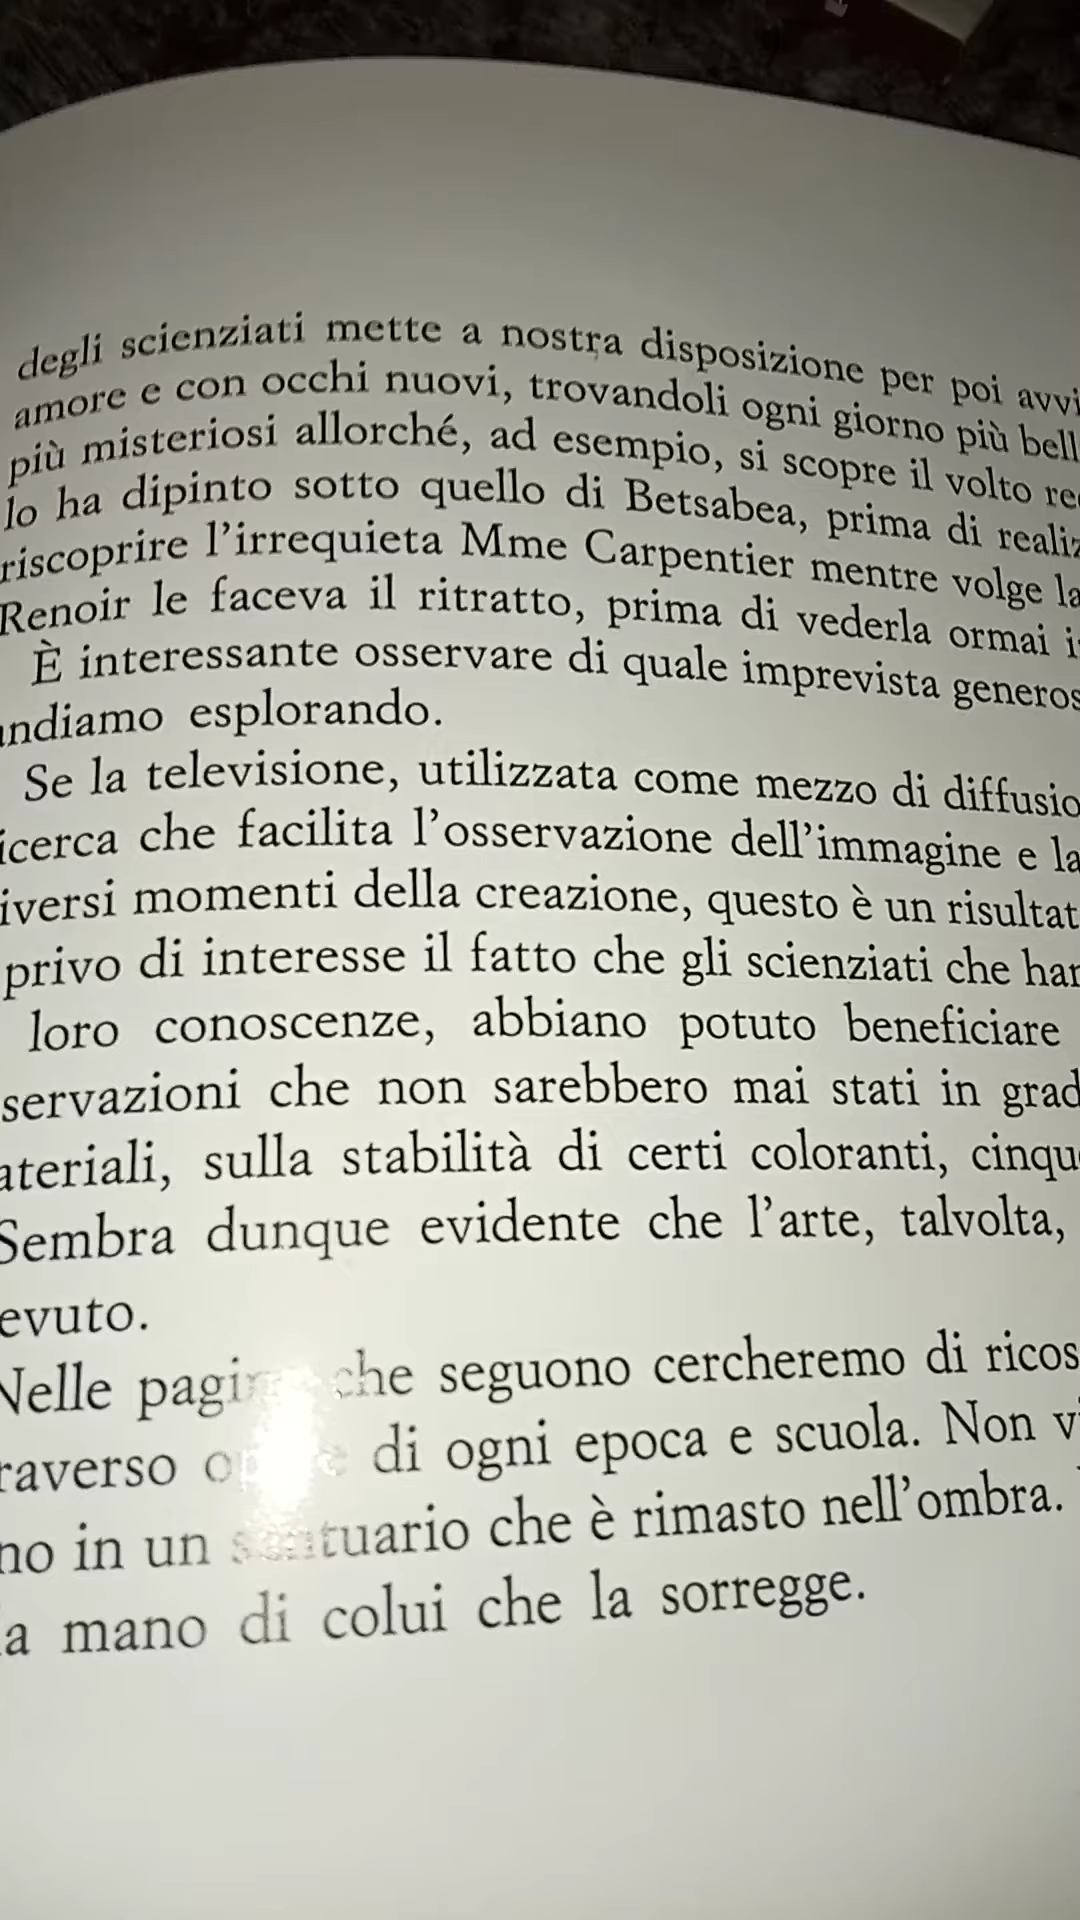 degli scienziati mette a nostra disposizione per poi avvi
amore e con occhi nuovi, trovandoli ogni giorno più bell
più misteriosi allorché, ad esempio, si scopre il volto re
lo ha dipinto sotto quello di Betsabea, prima di realiz
riscoprire l'irrequieta Mme Carpentier mentre volge la
Renoir le faceva il ritratto, prima di vederla ormai i
È interessante osservare di quale imprevista generos
ndiamo esplorando.
Se la televisione, utilizzata come mezzo di diffusio
icerca che facilita l'osservazione dell'immagine e la
iversi momenti della creazione, questo è un risultat
privo di interesse il fatto che gli scienziati che han
loro conoscenze, abbiano potuto beneficiare
servazioni che non sarebbero mai stati in grad
ateriali, sulla stabilità di certi coloranti, cinqu
Sembra dunque evidente che l'arte, talvolta,
evuto.
Nelle che seguono cercheremo di ricos
raverso di ogni epoca e scuola. Non vi
no in un che è rimasto nell'ombra.
a mano di colui che la sorregge.